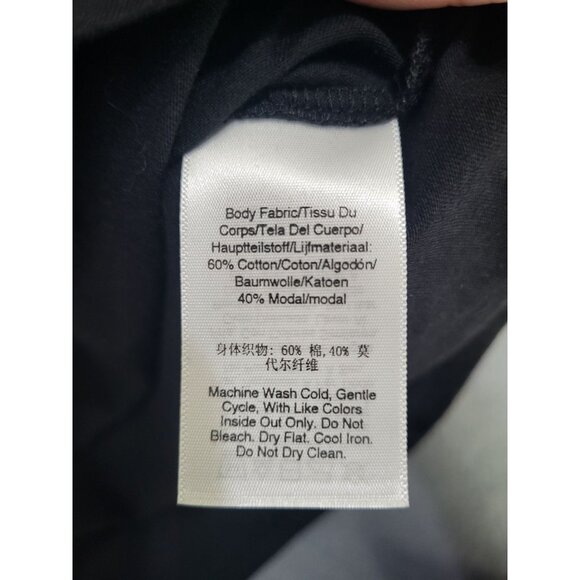 Body Fabric/Tissu Du
Corps/Tela Del Cuerpo/
Hauptteilstoff/Lijfmateriaal:
60% Cotton/Coton/Algodón/
Baumwolle/Katoen
40% Modal/modal
身体织物: 60% 棉,40% 莫
代尔纤维
Machine Wash Cold, Gentle
Cycle, With Like Colors
Inside Out Only. Do Not
Bleach. Dry Flat. Cool Iron.
Do Not Dry Clean.